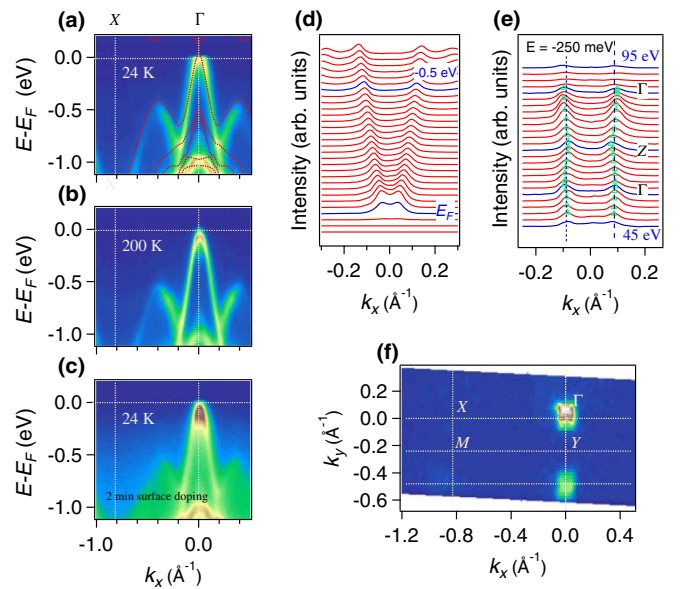 (a)
X
Γ
24 K
0.0
-0.5
-1.0
E-E_F (eV)
(b)
200 K
0.0
-0.5
-1.0
E-E_F (eV)
(c)
24 K
2 min surface doping
0.0
-0.5
-1.0
E-E_F (eV)
-1.0
0.0
k_x (Å⁻¹)
(d)
-0.5 eV
E_F
Intensity (arb. units)
-0.2
0.0
0.2
k_x (Å⁻¹)
(e)
E = -250 meV
95 eV
Γ
Z
Γ
45 eV
Intensity (arb. units)
-0.2
0.0
0.2
k_x (Å⁻¹)
(f)
X
Γ
M
Y
0.2
0.0
-0.2
-0.4
-0.6
k_y (Å⁻¹)
-1.2
-0.8
-0.4
0.0
0.4
k_x (Å⁻¹)